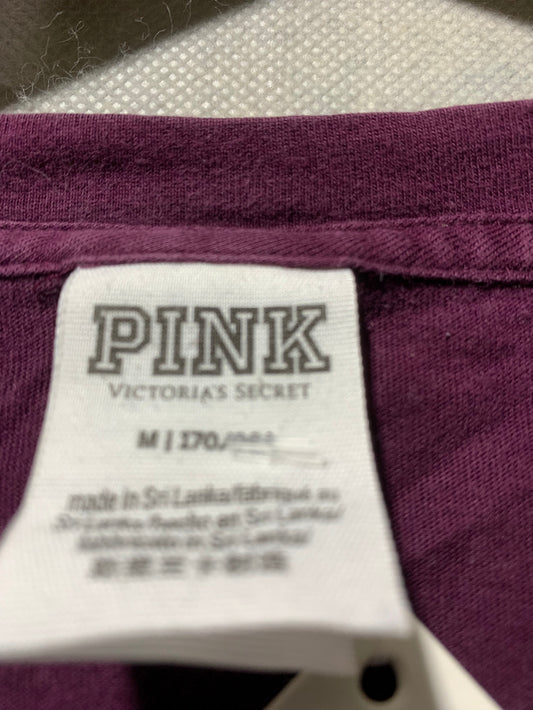 PINK
VICTORIA'S SECRET
M | 170/
made in Sri Lanka/fabriqué au
Sri Lanka/hecho en Sri Lanka/
fabbricato in Sri Lanka/